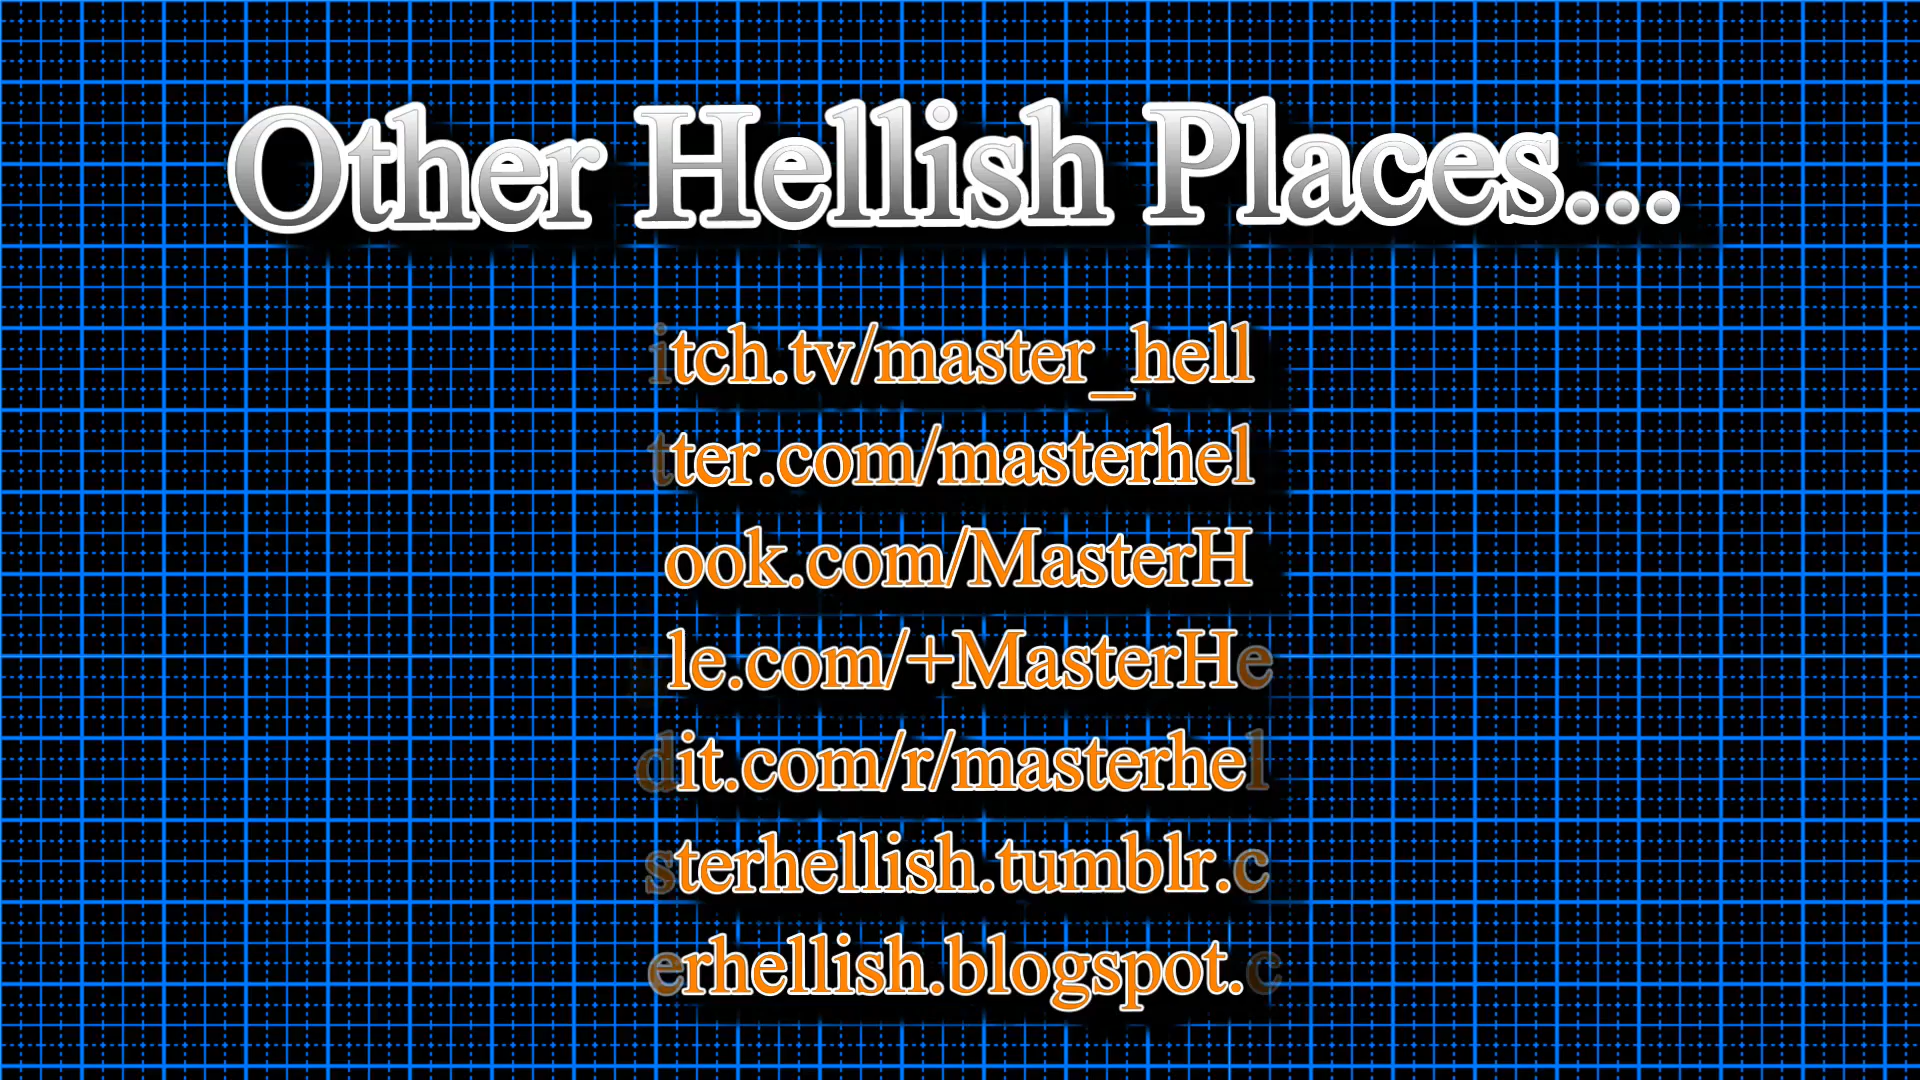 Other Hellish Places...
itch.tv/master_hell
tter.com/masterhel
ook.com/MasterH
le.com/+MasterHe
dit.com/r/masterhel
sterhellish.tumblr.c
erhellish.blogspot.c